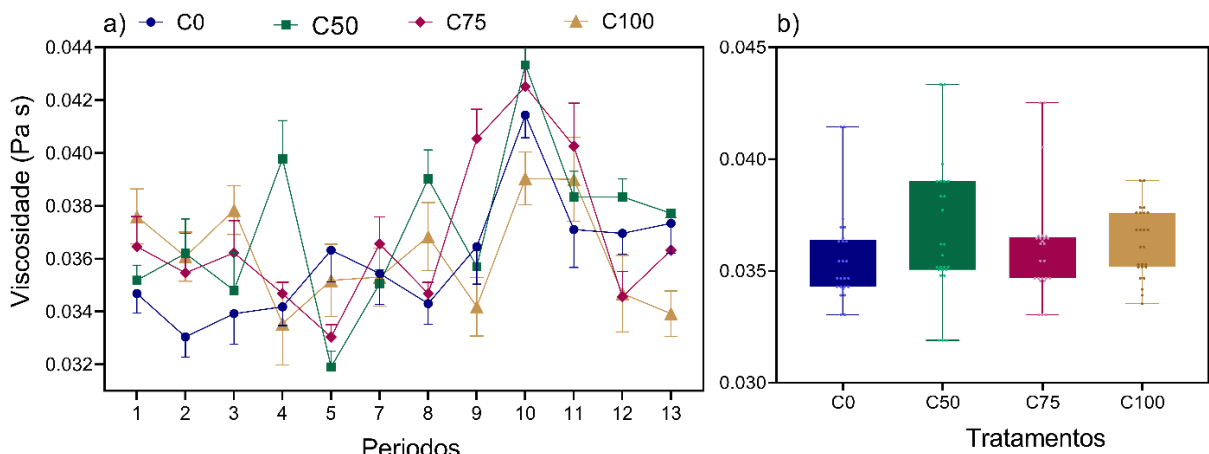 a) C0 C50 C75 C100
Viscosidade (Pa s)
0.044
0.042
0.040
0.038
0.036
0.034
0.032
1 2 3 4 5 7 8 9 10 11 12 13
Periodos
b)
0.045
0.040
0.035
0.030
C0 C50 C75 C100
Tratamentos